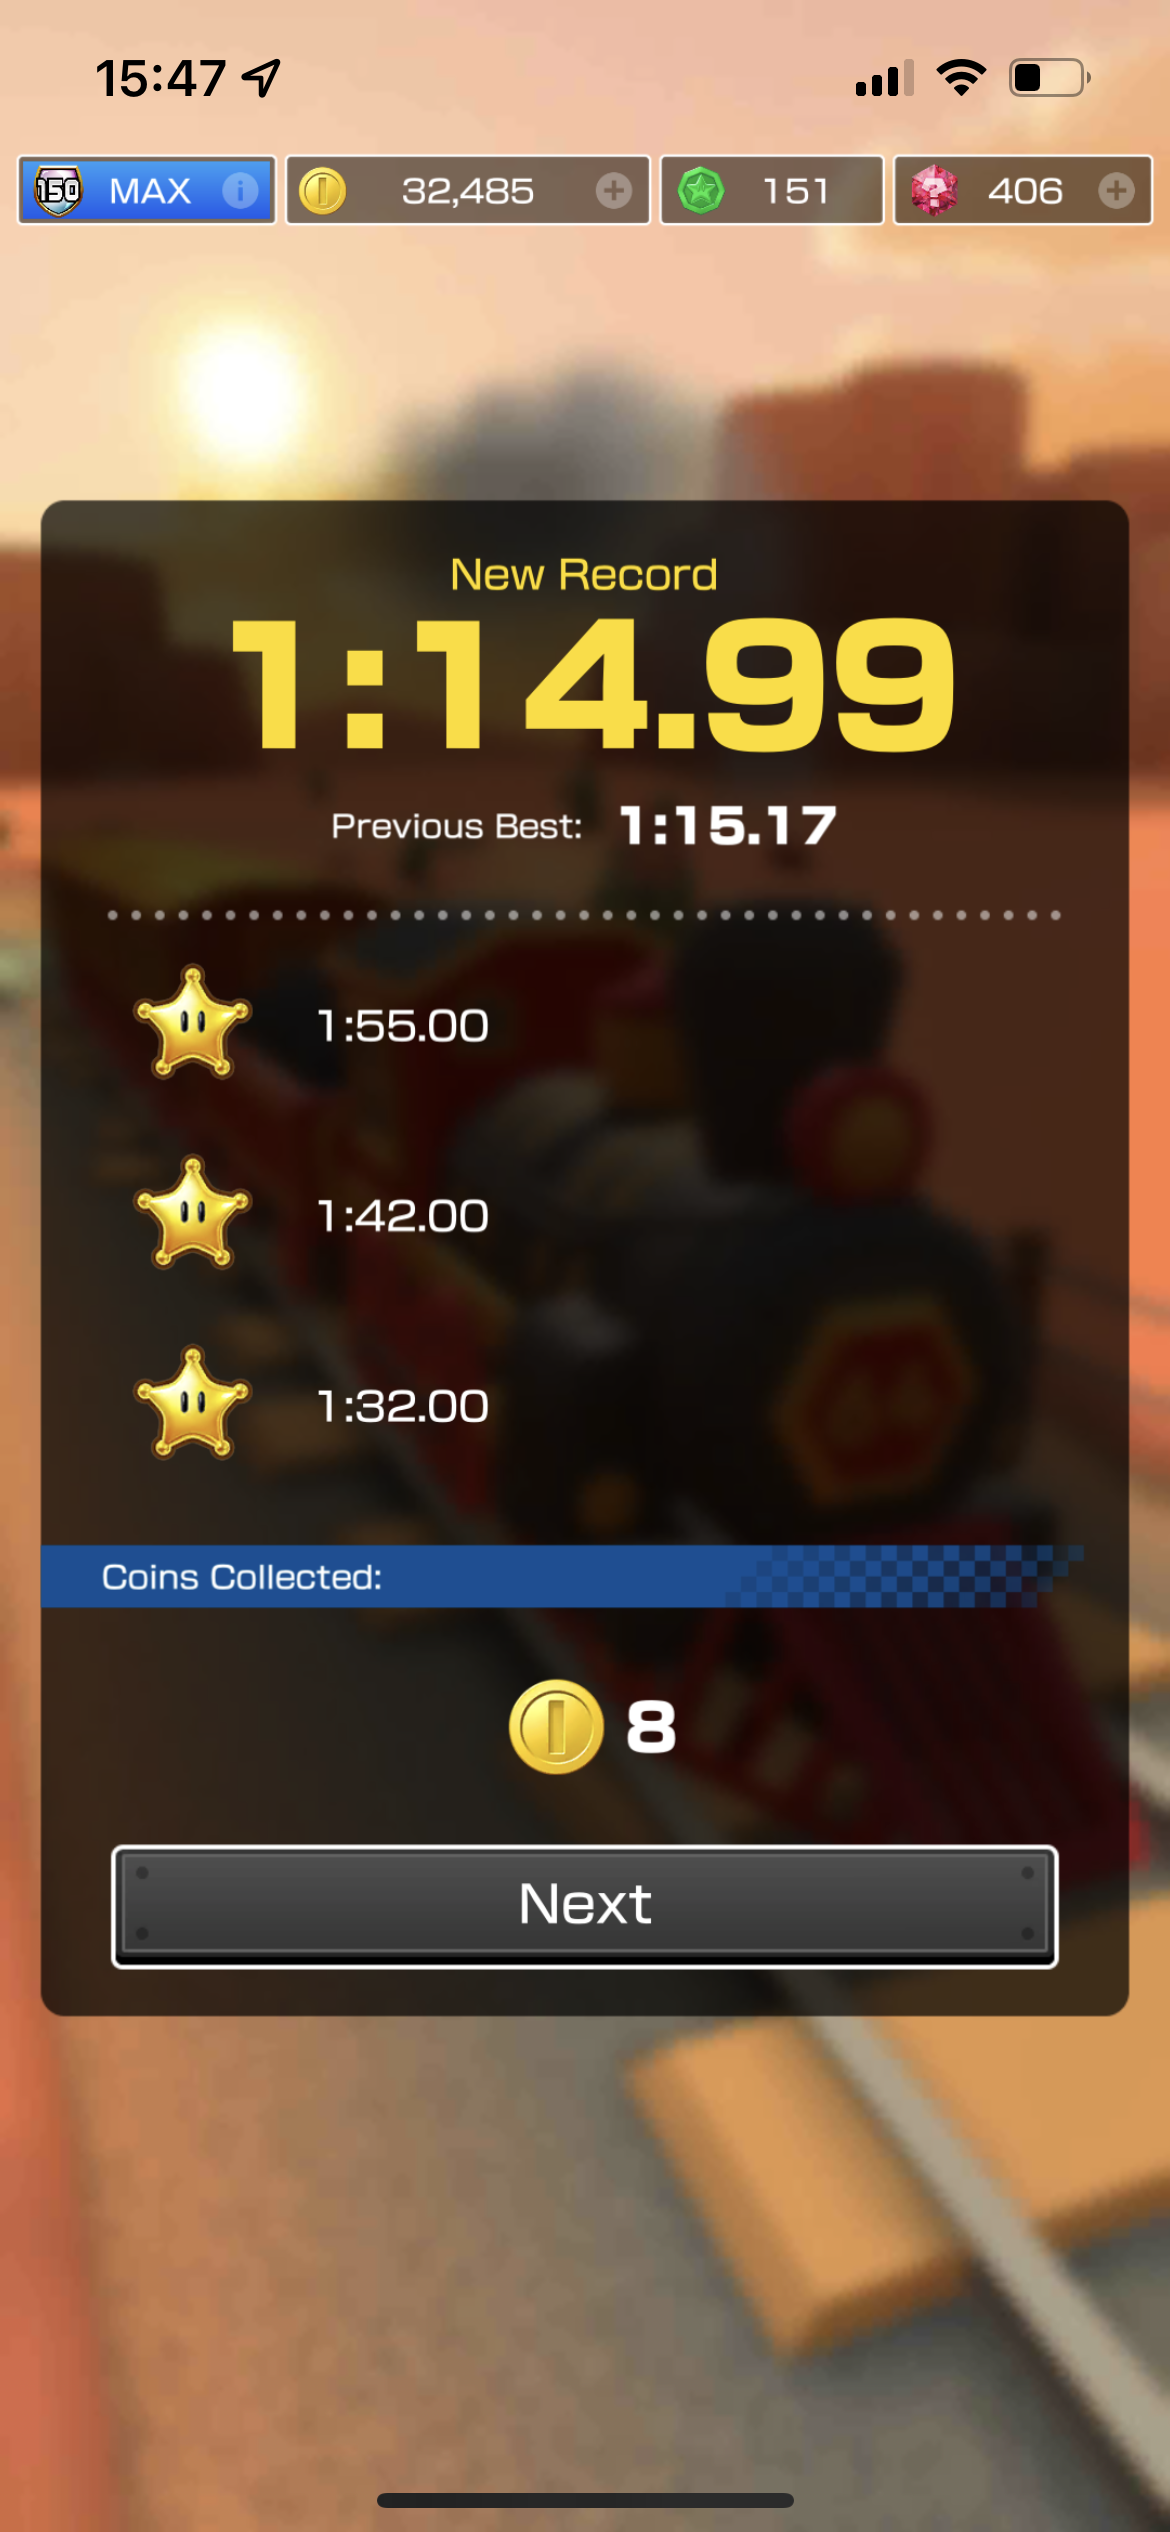 15:47
150 MAX i 32,485 + 151 ? 406 +
New Record
1:14.99
Previous Best: 1:15.17
1:55.00
1:42.00
1:32.00
Coins Collected:
8
Next